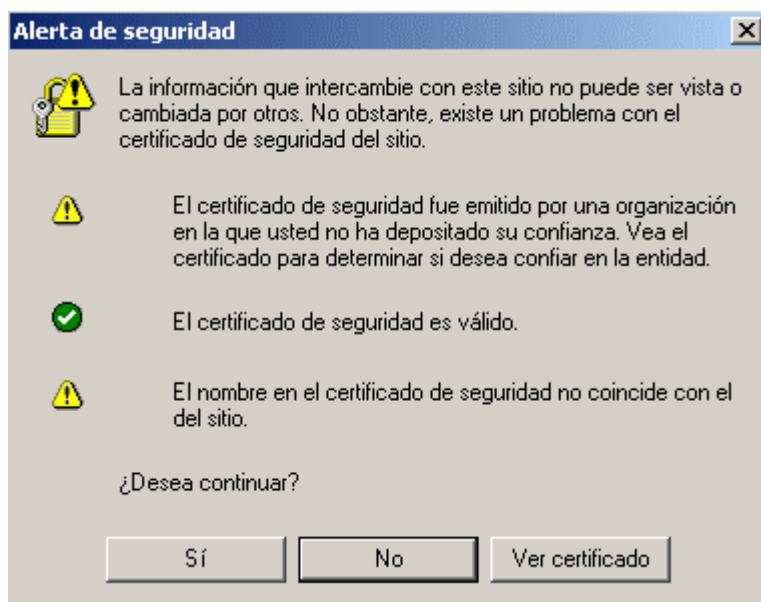 Alerta de seguridad
La información que intercambie con este sitio no puede ser vista o
cambiada por otros. No obstante, existe un problema con el
certificado de seguridad del sitio.
El certificado de seguridad fue emitido por una organización
en la que usted no ha depositado su confianza. Vea el
certificado para determinar si desea confiar en la entidad.
El certificado de seguridad es válido.
El nombre en el certificado de seguridad no coincide con el
del sitio.
¿Desea continuar?
Sí No Ver certificado